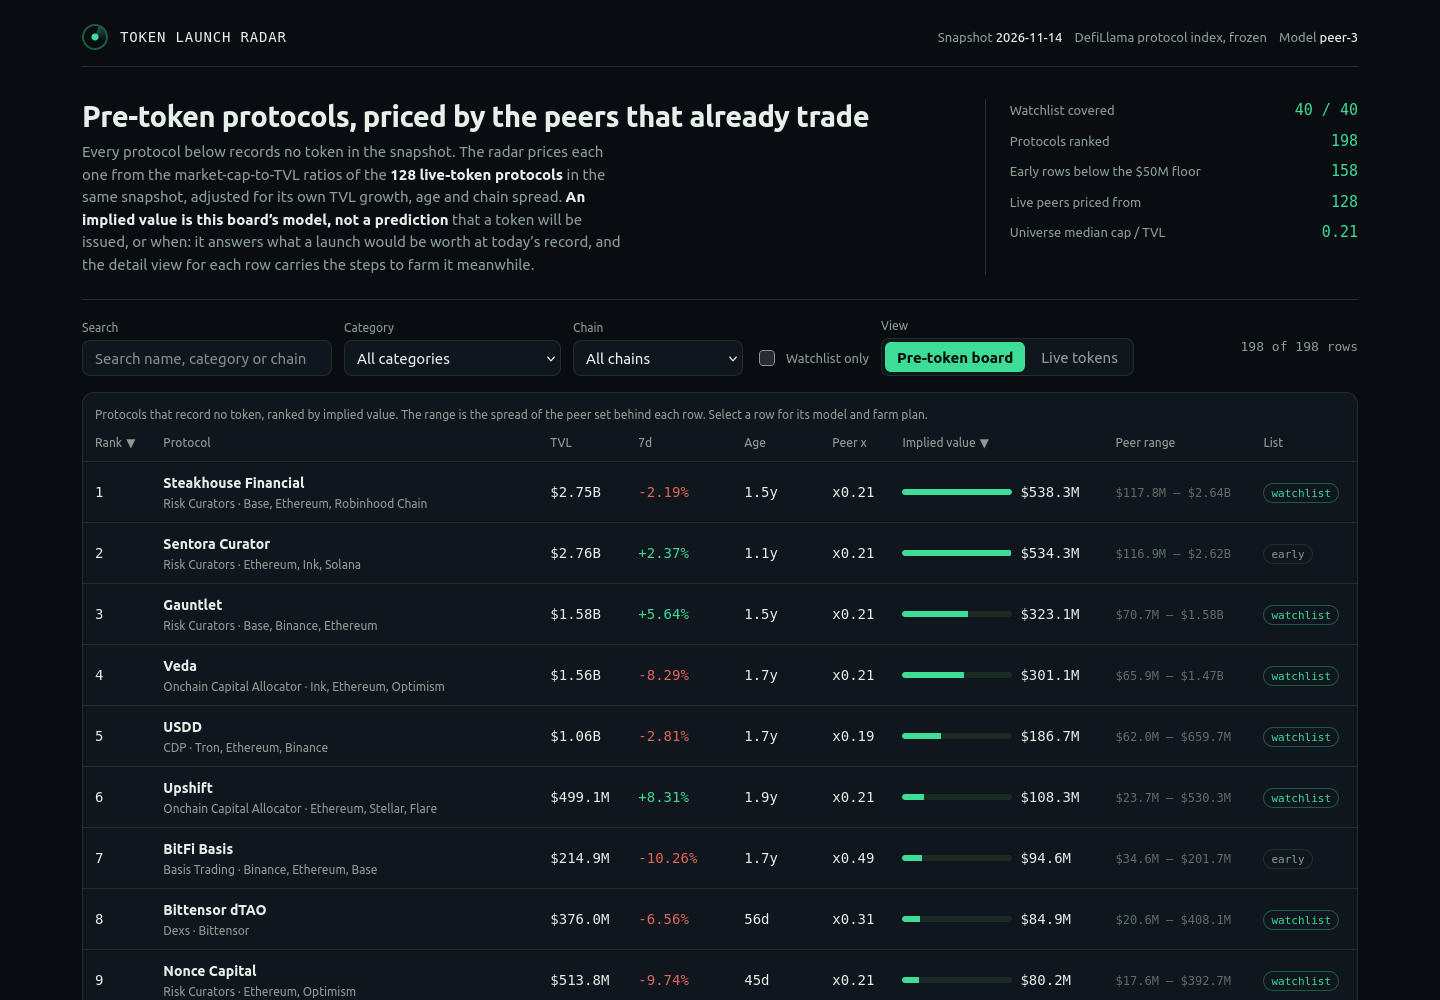 TOKEN LAUNCH RADAR
Snapshot 2026-11-14 DefiLlama protocol index, frozen Model peer-3
Pre-token protocols, priced by the peers that already trade
Every protocol below records no token in the snapshot. The radar prices each
one from the market-cap-to-TVL ratios of the 128 live-token protocols in the
same snapshot, adjusted for its own TVL growth, age and chain spread. An
implied value is this board's model, not a prediction that a token will be
issued, or when: it answers what a launch would be worth at today's record, and
the detail view for each row carries the steps to farm it meanwhile.
Watchlist covered 40 / 40
Protocols ranked 198
Early rows below the $50M floor 158
Live peers priced from 128
Universe median cap / TVL 0.21
Search
Search name, category or chain
Category
All categories
Chain
All chains
Watchlist only
View
Pre-token board Live tokens
198 of 198 rows
Protocols that record no token, ranked by implied value. The range is the spread of the peer set behind each row. Select a row for its model and farm plan.
Rank ▼ Protocol TVL 7d Age Peer x Implied value ▼ Peer range List
1 Steakhouse Financial $2.75B -2.19% 1.5y x0.21 $538.3M $117.8M — $2.64B watchlist
Risk Curators · Base, Ethereum, Robinhood Chain
2 Sentora Curator $2.76B +2.37% 1.1y x0.21 $534.3M $116.9M — $2.62B early
Risk Curators · Ethereum, Ink, Solana
3 Gauntlet $1.58B +5.64% 1.5y x0.21 $323.1M $70.7M — $1.58B watchlist
Risk Curators · Base, Binance, Ethereum
4 Veda $1.56B -8.29% 1.7y x0.21 $301.1M $65.9M — $1.47B watchlist
Onchain Capital Allocator · Ink, Ethereum, Optimism
5 USDD $1.06B -2.81% 1.7y x0.19 $186.7M $62.0M — $659.7M watchlist
CDP · Tron, Ethereum, Binance
6 Upshift $499.1M +8.31% 1.9y x0.21 $108.3M $23.7M — $530.3M watchlist
Onchain Capital Allocator · Ethereum, Stellar, Flare
7 BitFi Basis $214.9M -10.26% 1.7y x0.49 $94.6M $34.6M — $201.7M early
Basis Trading · Binance, Ethereum, Base
8 Bittensor dTAO $376.0M -6.56% 56d x0.31 $84.9M $20.6M — $408.1M watchlist
Dexs · Bittensor
9 Nonce Capital $513.8M -9.74% 45d x0.21 $80.2M $17.6M — $392.7M watchlist
Risk Curators · Ethereum, Optimism